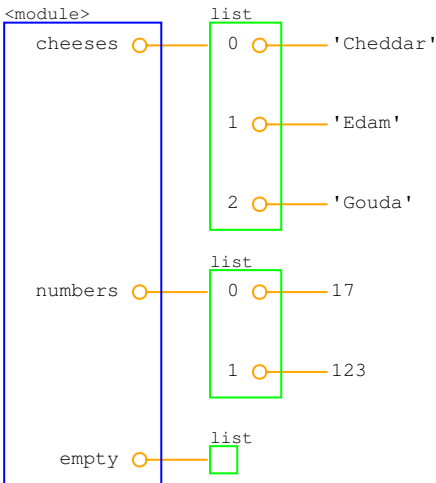 <module> list
cheeses 0 'Cheddar'
1 'Edam'
2 'Gouda'
list
numbers 0 17
1 123
list
empty